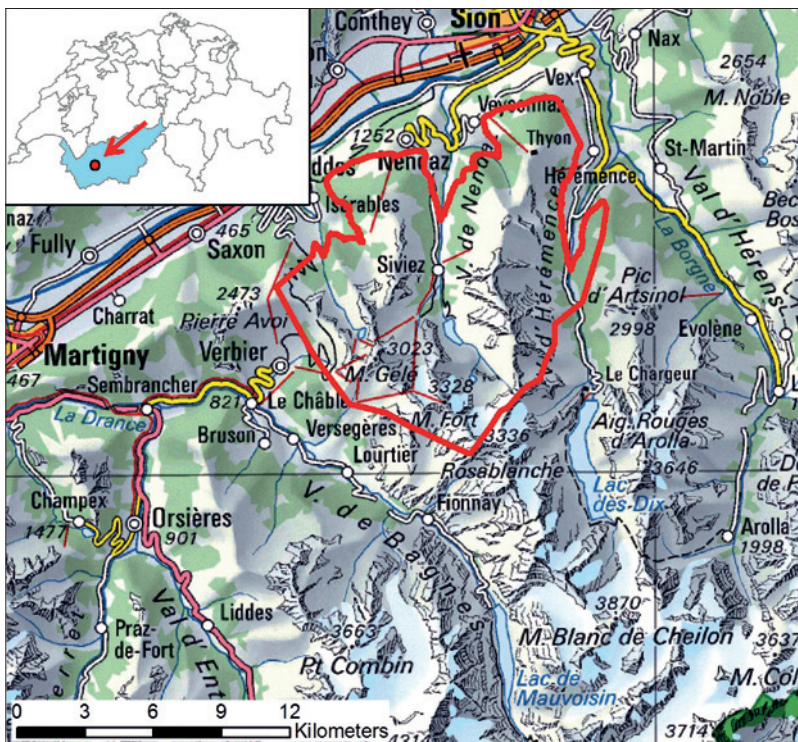 Conthey
Sion
Nax
2654
M. Noble
Vex
Veysonnaz
1252
Thyon
St-Martin
Nendaz
Hérémence
Val d'Hérens
Isérables
V. de Nenda
d'Hérémence
La Borgne
Fully
465
Saxon
Siviez
Pic
d'Artsinol
2998
Evolène
Charrat
2473
Pierre Avoi
Martigny
467
Verbier
3023
M. Gelé
Sembrancher
3328
Le Chargeur
La Drance
821
Le Châble
M. Fort
Aig. Rouges
d'Arolla
Bruson
Versegères
3336
Lourtier
Rosablanche
3646
Champex
Lac
des-Dix
1477
Orsières
901
V. de Bagnes
Fionnay
Arolla
1998
Praz-
de-Fort
Liddes
Val d'Ent
3663
Pt Combin
3870
M. Blanc de Cheilon
3637
M. Col
Lac de
Mauvoisin
3714
0 3 6 9 12
Kilometers